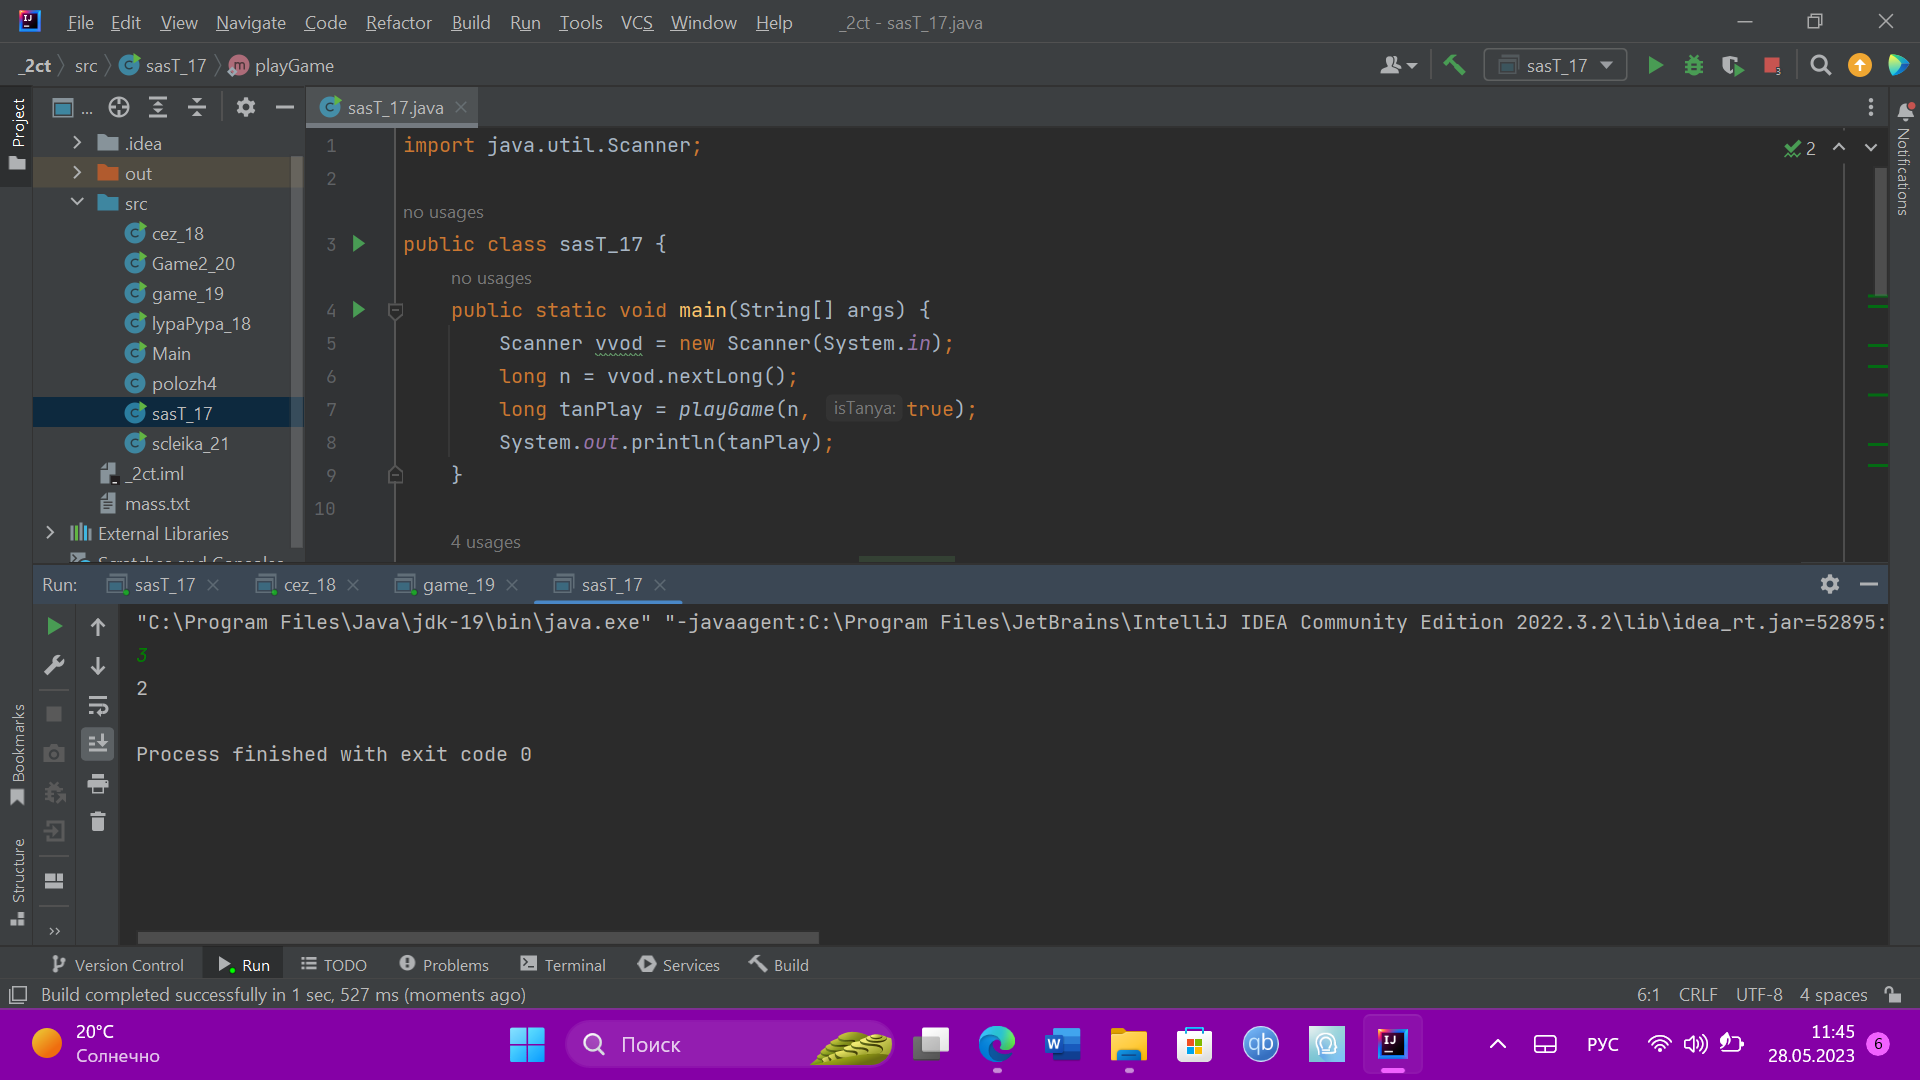 File Edit View Navigate Code Refactor Build Run Tools VCS Window Help _2ct - sasT_17.java
_2ct src sasT_17 m playGame sasT_17
Project ... sasT_17.java
.idea
out
src
cez_18
Game2_20
game_19
lypaPypa_18
Main
polozh4
sasT_17
scleika_21
_2ct.iml
mass.txt
External Libraries
Scratches and Consoles
1 import java.util.Scanner; 2
2
no usages
3 public class sasT_17 {
no usages
4 public static void main(String[] args) {
5 Scanner vvod = new Scanner(System.in);
6 long n = vvod.nextLong();
7 long tanPlay = playGame(n, isTanya: true);
8 System.out.println(tanPlay);
9 }
10
4 usages
Notifications
Run: sasT_17 cez_18 game_19 sasT_17
"C:\Program Files\Java\jdk-19\bin\java.exe" "-javaagent:C:\Program Files\JetBrains\IntelliJ IDEA Community Edition 2022.3.2\lib\idea_rt.jar=52895:
3
2
Process finished with exit code 0
Bookmarks
Structure
Version Control Run TODO Problems Terminal Services Build
Build completed successfully in 1 sec, 527 ms (moments ago) 6:1 CRLF UTF-8 4 spaces
20°C
Солнечно
Поиск
W
qb
IJ
РУС
11:45
28.05.2023
6